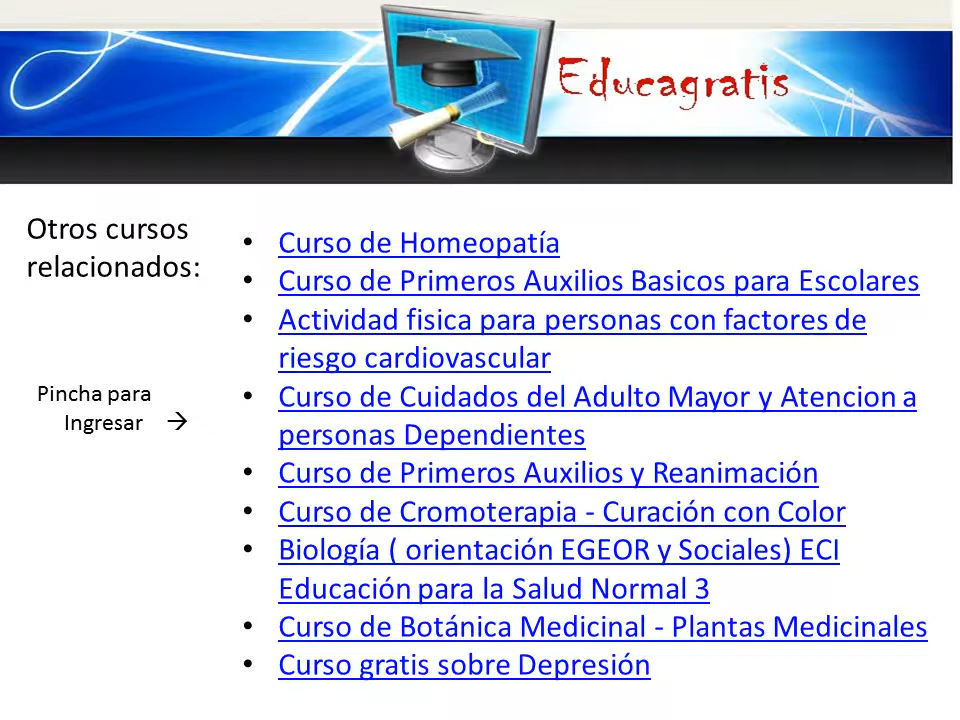 Educagratis
Otros cursos
relacionados:
Pincha para
Ingresar →
• Curso de Homeopatía
• Curso de Primeros Auxilios Basicos para Escolares
• Actividad fisica para personas con factores de
riesgo cardiovascular
• Curso de Cuidados del Adulto Mayor y Atencion a
personas Dependientes
• Curso de Primeros Auxilios y Reanimación
• Curso de Cromoterapia - Curación con Color
• Biología ( orientación EGEOR y Sociales) ECI
Educación para la Salud Normal 3
• Curso de Botánica Medicinal - Plantas Medicinales
• Curso gratis sobre Depresión